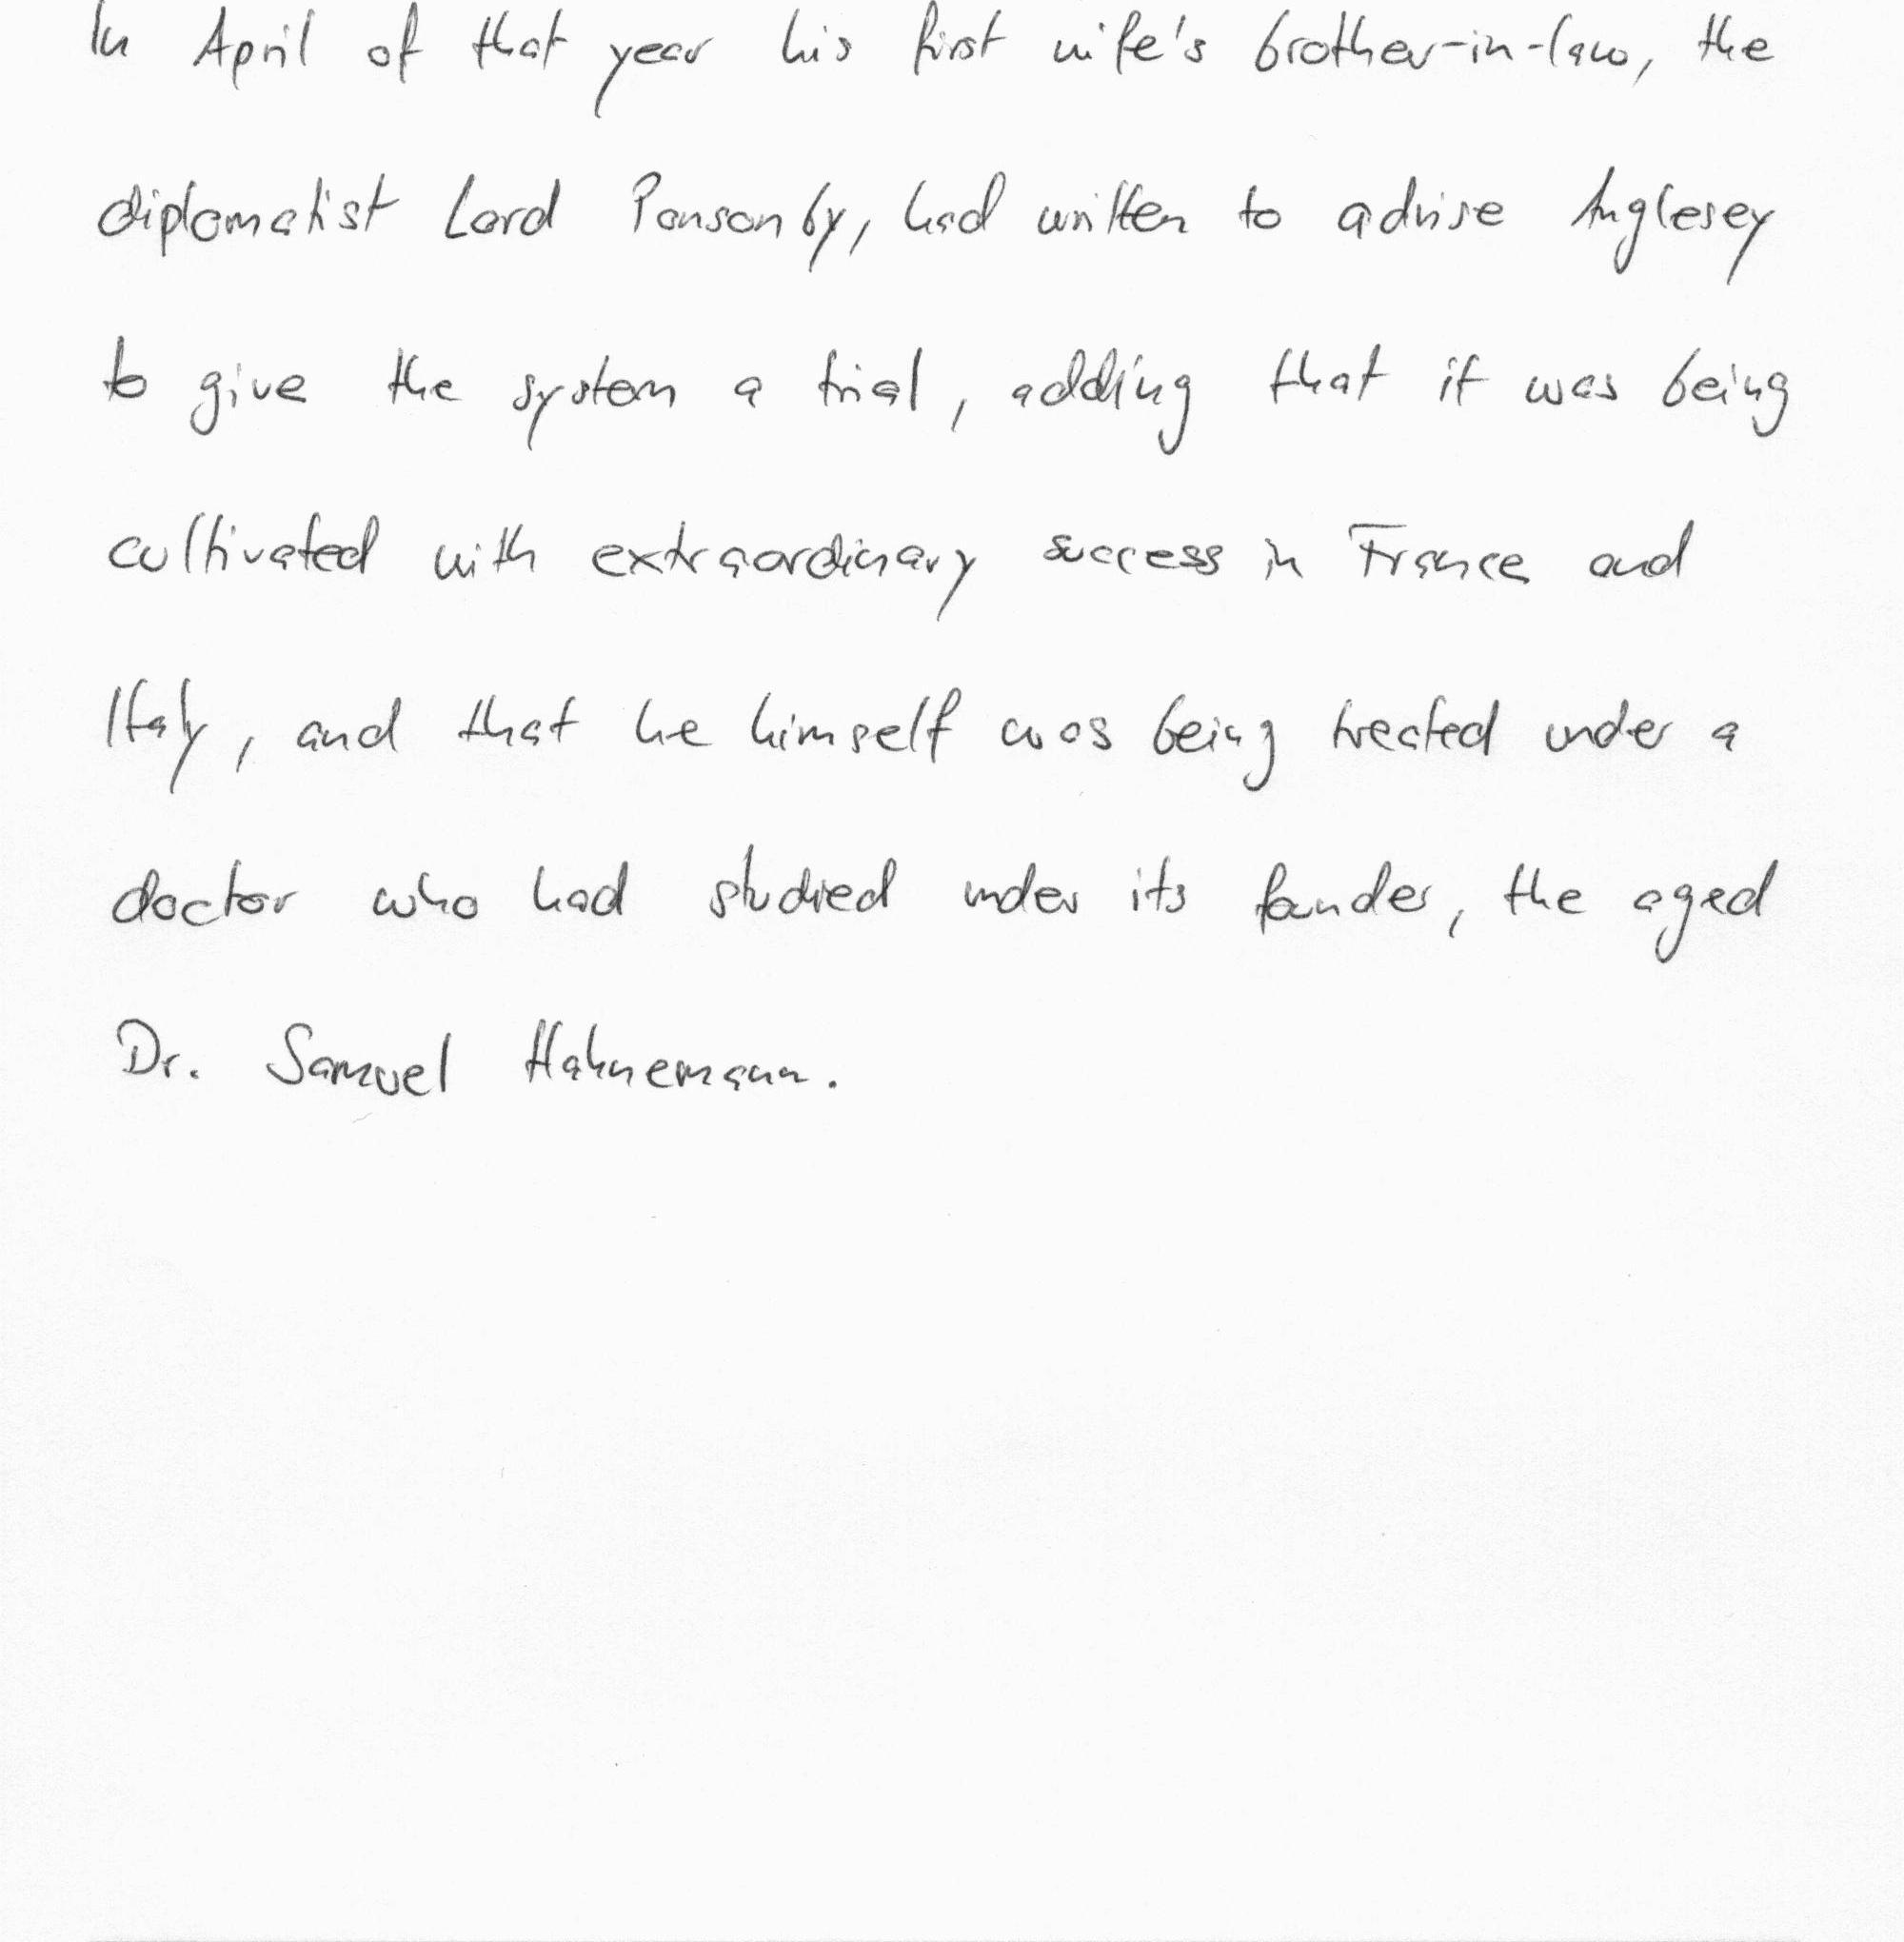 In April of that year his first wife's brother-in-law, the
diplomatist Lord Ponsonby, had written to advise Anglesey
to give the system a trial, adding that it was being
cultivated with extraordinary success in France and
Italy, and that he himself was being treated under a
doctor who had studied under its founder, the aged
Dr. Samuel Hahnemann.